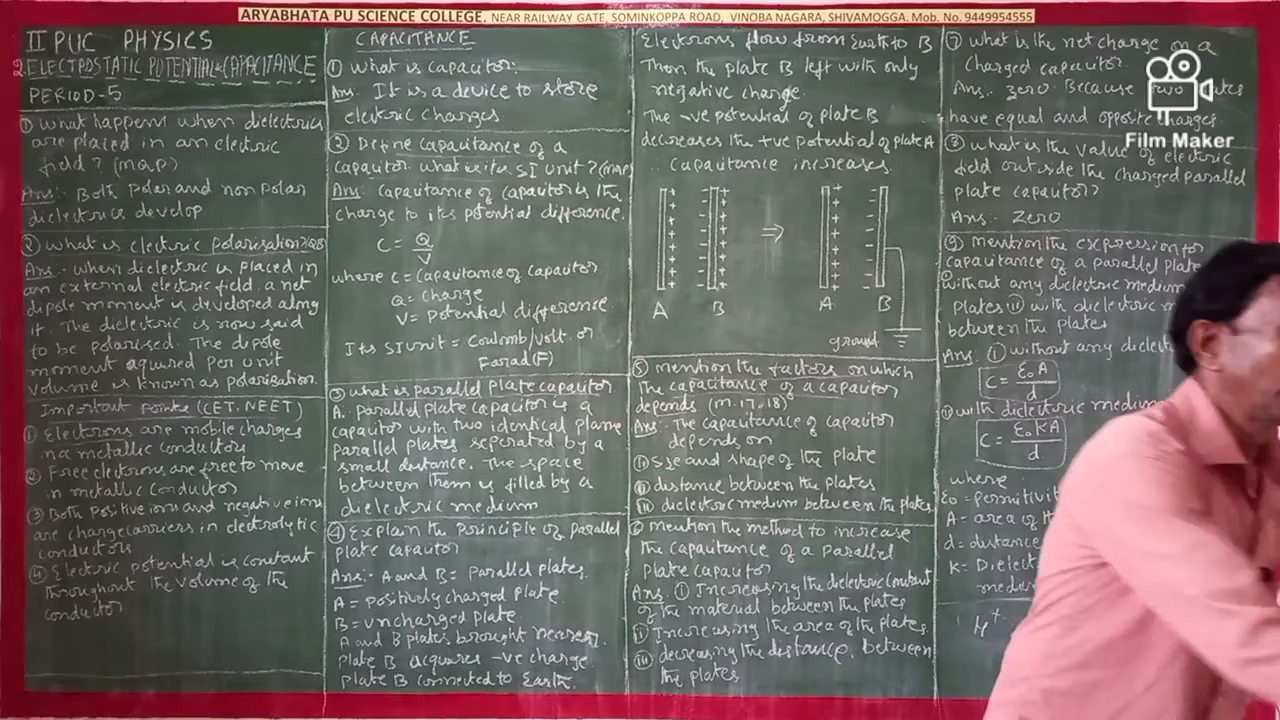 ARYABHATA PU SCIENCE COLLEGE. NEAR RAILWAY GATE, SOMINKOPPA ROAD, VINOBA NAGARA, SHIVAMOGGA. Mob. No. 9449954555
II PUC PHYSICS
2. ELECTROSTATIC POTENTIAL & CAPACITANCE
PERIOD-5
① What happens when dielectrics
are placed in an electric
field? (MQP)
Ans:- Both Polar and non Polar
dielectrics develop
② What is electric polarisation?
Ans:- When dielectric is placed in
an external electric field. a net
dipole moment is developed along
it. The dielectric is now said
to be polarised. The dipole
moment aquired Per unit
volume is known as polarisation.
Important Points (CET, NEET)
① Electrons are mobile charges
in a metallic conductors
② Free electrons are free to move
in metallic conductor
③ Both positive ions and negative ions
are charge carriers in electrolytic
conductors
④ Electric potential is constant
throughout the volume of the
conductor
CAPACITANCE
① What is capacitor.
Ans. It is a device to store
electric charges
② Define capacitance of a
capacitor. what is its SI unit? (MQP)
Ans: Capacitance of capacitor is the
charge to its potential difference.
C = Q/V
where C = Capacitance of capacitor
Q = charge
V = potential difference
Its SI unit = Coulomb/volt or
Farad (F)
③ What is parallel plate capacitor
A. Parallel plate capacitor is a
capacitor with two identical plane
parallel plates seperated by a
small distance. The space
between them is filled by a
dielectric medium
④ Explain the Principle of parallel
plate capacitor
Ans:- A and B = Parallel plates.
A = positively charged plate
B = uncharged plate
A and B plates brought nearer,
plate B acquires -ve charge
plate B connected to Earth.
Electrons flow from Earth to B
Then the plate B left with only
negative charge.
The -ve potential of plate B
decreases the +ve potential of plate A
∴ Capacitance increases.
A B ⇒ A B
ground
⑤ mention the factors on which
the capacitance of a capacitor
depends (M.17,18)
Ans:- The capacitance of capacitor
depends on
i) size and shape of the plate
ii) distance between the plates
iii) dielectric medium between the plates.
⑥ mention the method to increase
the capacitance of a parallel
plate capacitor
Ans. i) Increasing the dielectric constant
of the material between the plates
ii) Increasing the area of the plates.
iii) decreasing the distance, between
the plates
⑦ what is the net charge on a
charged capacitor.
Ans:- Zero. Because two
have equal and opposite charges.
⑧ what is the value of electric
field outside the charged parallel
plate capacitor?
Ans:- Zero
⑨ mention the expression for
capacitance of a parallel plate
i) without any dielectric medium
Plates ii) with dielectric
between the plates
Ans. i) without any
C = ε₀A/d
ii) with dielectric medium
C = ε₀KA/d
where
ε₀ = permitivity
A = area of
d = distance
K =
Film Maker